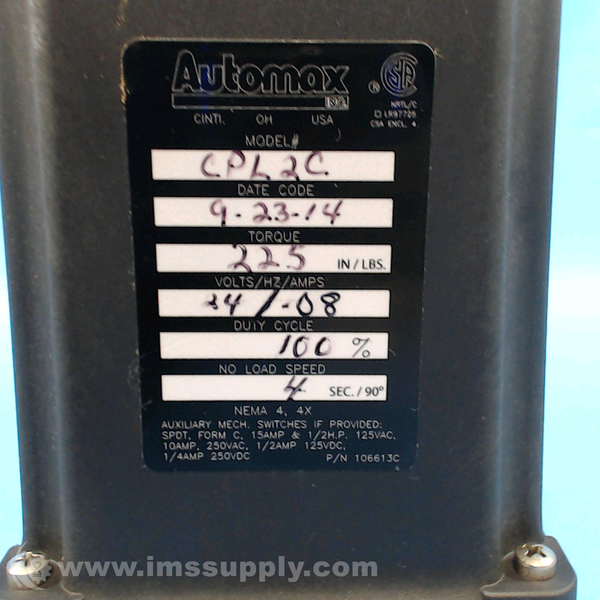 Automax
INC.
CINTI. OH USA
NRTL/C
LR97725
CSA ENCL. 4
MODEL#
CPL2C
DATE CODE
9-23-14
TORQUE
225 IN/LBS.
VOLTS/HZ/AMPS
24/.08
DUTY CYCLE
100 %
NO LOAD SPEED
4 SEC./90°
NEMA 4, 4X
AUXILIARY MECH. SWITCHES IF PROVIDED:
SPDT, FORM C, 15AMP & 1/2H.P. 125VAC,
10AMP, 250VAC, 1/2AMP 125VDC,
1/4AMP 250VDC P/N 106613C
www.imssupply.com